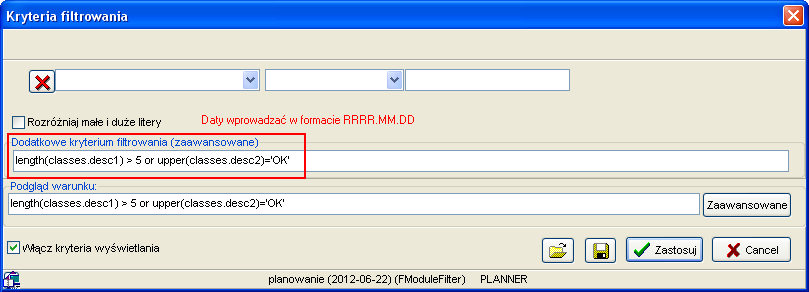 Kryteria filtrowania
Rozróżniaj małe i duże litery
Daty wprowadzać w formacie RRRR.MM.DD
Dodatkowe kryterium filtrowania (zaawansowane)
length(classes.desc1) > 5 or upper(classes.desc2)='OK'
Podgląd warunku:
length(classes.desc1) > 5 or upper(classes.desc2)='OK'
Zaawansowane
Włącz kryteria wyświetlania
Zastosuj
Cancel
planowanie (2012-06-22) (FModuleFilter) PLANNER